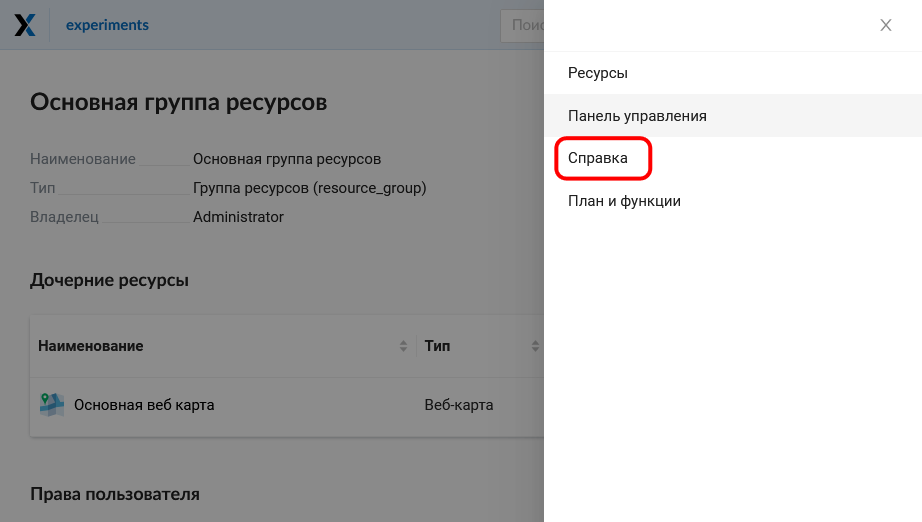 experiments
Поис
Основная группа ресурсов
Наименование Основная группа ресурсов
Тип Группа ресурсов (resource_group)
Владелец Administrator
Дочерние ресурсы
Наименование Тип
Основная веб карта Веб-карта
Права пользователя
Ресурсы
Панель управления
Справка
План и функции